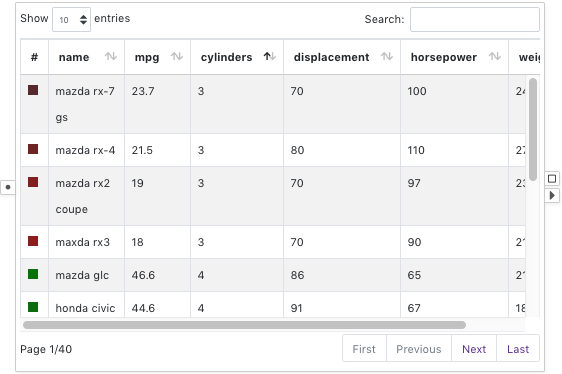 Show 10 entries Search:
# name mpg cylinders displacement horsepower weig
mazda rx-7 23.7 3 70 100 24
gs
mazda rx-4 21.5 3 80 110 27
mazda rx2 19 3 70 97 23
coupe
maxda rx3 18 3 70 90 21
mazda glc 46.6 4 86 65 21
honda civic 44.6 4 91 67 18
Page 1/40 First Previous Next Last